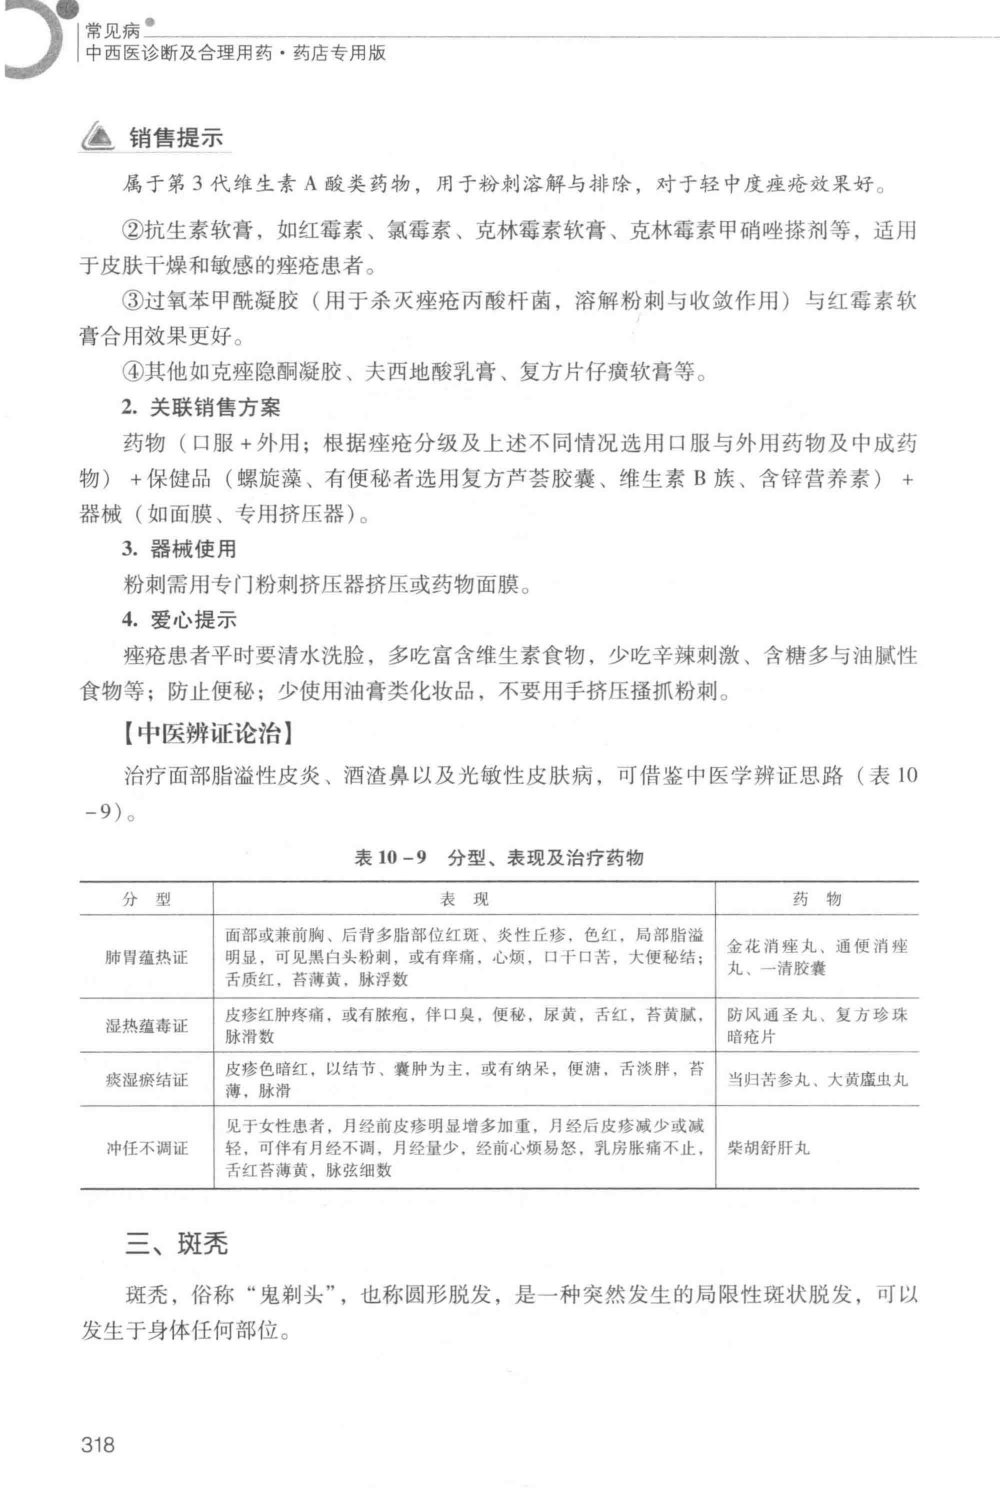 常见病
中西医诊断及合理用药·药店专用版
销售提示
属于第3代维生素A酸类药物，用于粉刺溶解与排除，对于轻中度痤疮效果好。
②抗生素软膏，如红霉素、氯霉素、克林霉素软膏、克林霉素甲硝唑搽剂等，适用
于皮肤干燥和敏感的痤疮患者。
③过氧苯甲酰凝胶（用于杀灭痤疮丙酸杆菌，溶解粉刺与收敛作用）与红霉素软
膏合用效果更好。
④其他如克痤隐酮凝胶、夫西地酸乳膏、复方片仔癀软膏等。
2. 关联销售方案
药物（口服+外用；根据痤疮分级及上述不同情况选用口服与外用药物及中成药
物）+保健品（螺旋藻、有便秘者选用复方芦荟胶囊、维生素B族、含锌营养素）+
器械（如面膜、专用挤压器）。
3. 器械使用
粉刺需用专门粉刺挤压器挤压或药物面膜。
4. 爱心提示
痤疮患者平时要清水洗脸，多吃富含维生素食物，少吃辛辣刺激、含糖多与油腻性
食物等；防止便秘；少使用油膏类化妆品，不要用手挤压搔抓粉刺。
【中医辨证论治】
治疗面部脂溢性皮炎、酒渣鼻以及光敏性皮肤病，可借鉴中医学辨证思路（表10
-9）。
表10-9 分型、表现及治疗药物
分 型 表 现 药 物
肺胃蕴热证
面部或兼前胸、后背多脂部位红斑、炎性丘疹，色红，局部脂溢
明显，可见黑白头粉刺，或有痒痛，心烦，口干口苦，大便秘结；
舌质红，苔薄黄，脉浮数
金花消痤丸、通便消痤
丸、一清胶囊
湿热蕴毒证
皮疹红肿疼痛，或有脓疱，伴口臭，便秘，尿黄，舌红，苔黄腻，
脉滑数
防风通圣丸、复方珍珠
暗疮片
痰湿瘀结证
皮疹色暗红，以结节、囊肿为主，或有纳呆，便溏，舌淡胖，苔
薄，脉滑
当归苦参丸、大黄䗪虫丸
冲任不调证
见于女性患者，月经前皮疹明显增多加重，月经后皮疹减少或减
轻，可伴有月经不调，月经量少，经前心烦易怒，乳房胀痛不止，
舌红苔薄黄，脉弦细数
柴胡舒肝丸
三、斑秃
斑秃，俗称“鬼剃头”，也称圆形脱发，是一种突然发生的局限性斑状脱发，可以
发生于身体任何部位。
318